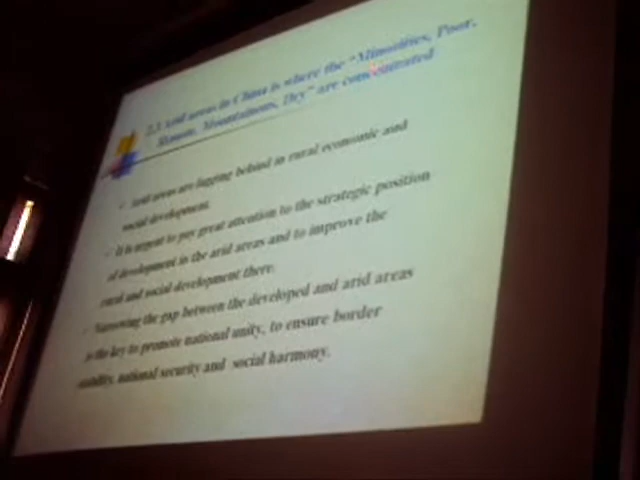 2.3 Arid areas in China is where the "Minorities, Poor,
Mountainous, Dry" are concentrated
Arid areas are lagging behind in rural economic and
social development.
It is urgent to pay great attention to the strategic position
of development in the arid areas and to improve the
rural and social development there.
Narrowing the gap between the developed and arid areas
is the key to promote national unity, to ensure border
stability, national security and social harmony.